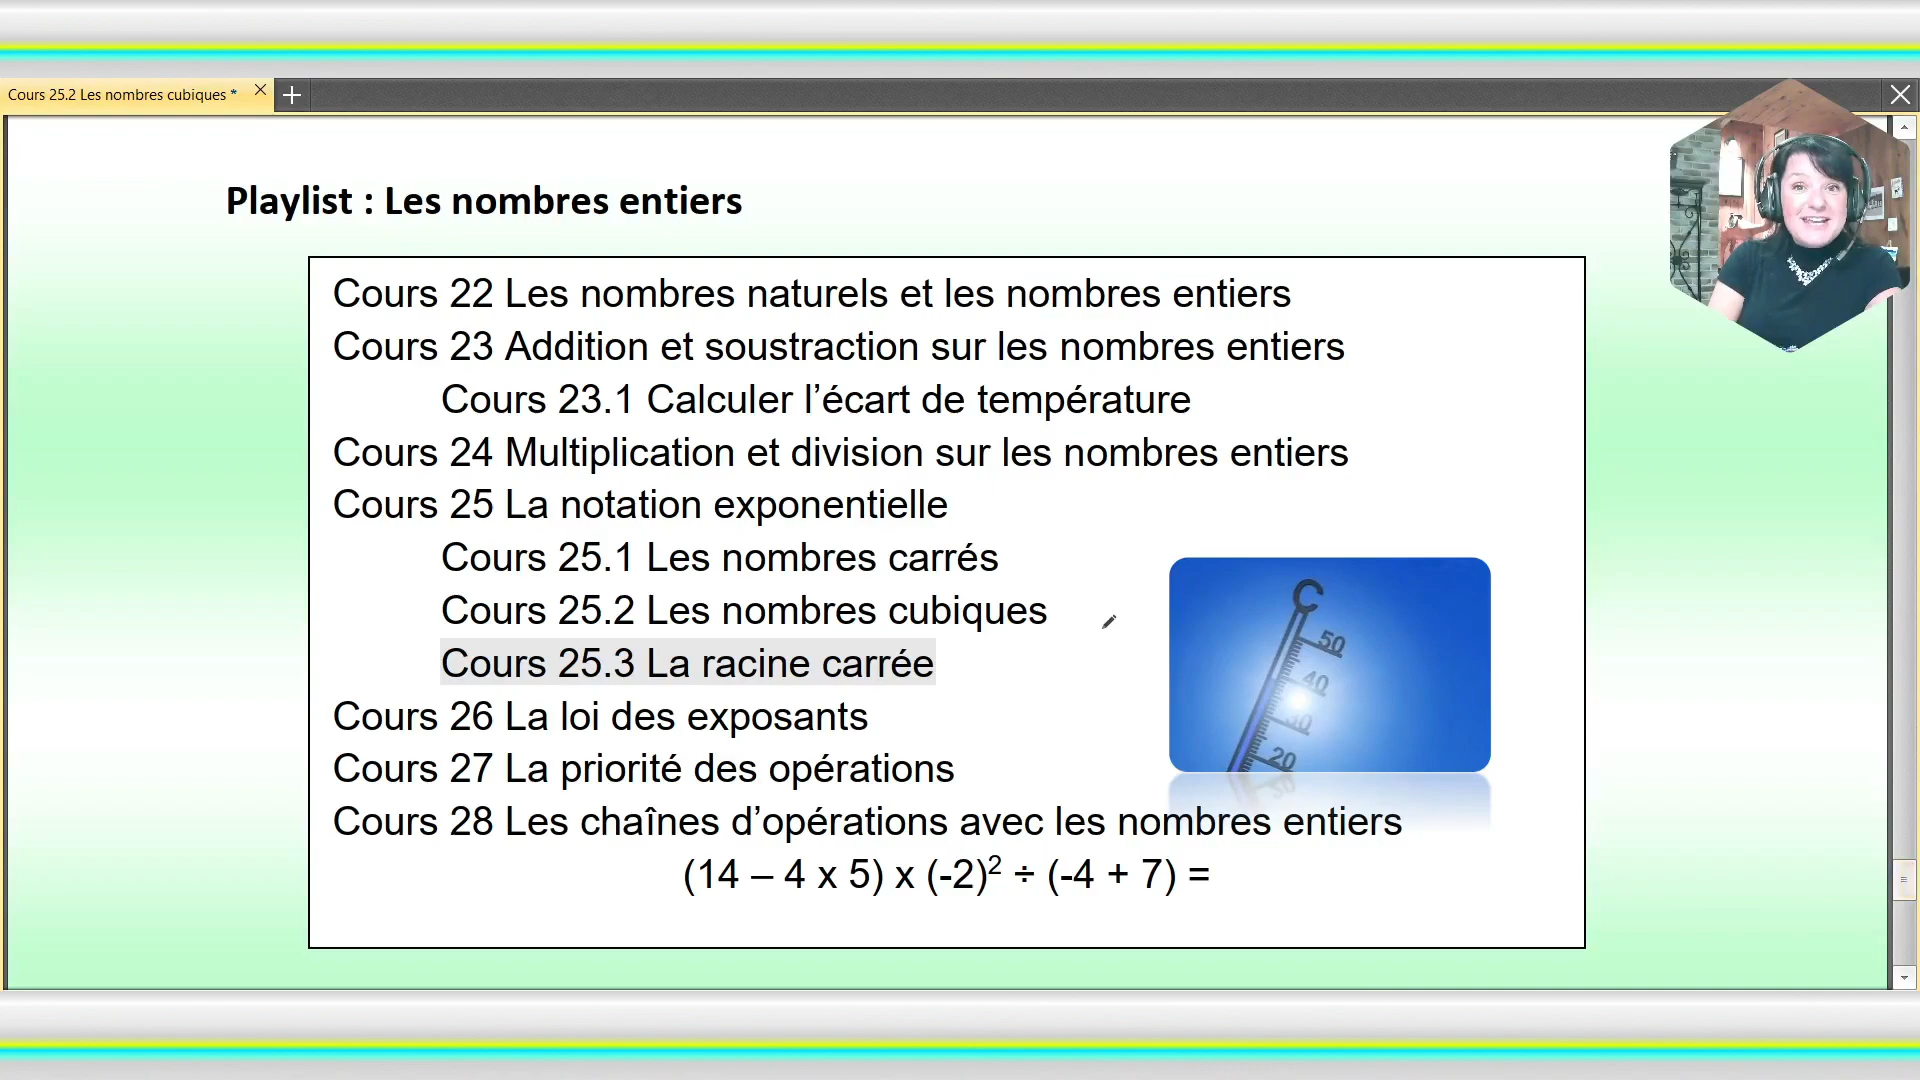 Cours 25.2 Les nombres cubiques *
Playlist : Les nombres entiers
Cours 22 Les nombres naturels et les nombres entiers
Cours 23 Addition et soustraction sur les nombres entiers
Cours 23.1 Calculer l’écart de température
Cours 24 Multiplication et division sur les nombres entiers
Cours 25 La notation exponentielle
Cours 25.1 Les nombres carrés
Cours 25.2 Les nombres cubiques
Cours 25.3 La racine carrée
Cours 26 La loi des exposants
Cours 27 La priorité des opérations
Cours 28 Les chaînes d’opérations avec les nombres entiers
(14 – 4 x 5) x (-2)² ÷ (-4 + 7) =
C
50
40
30
20